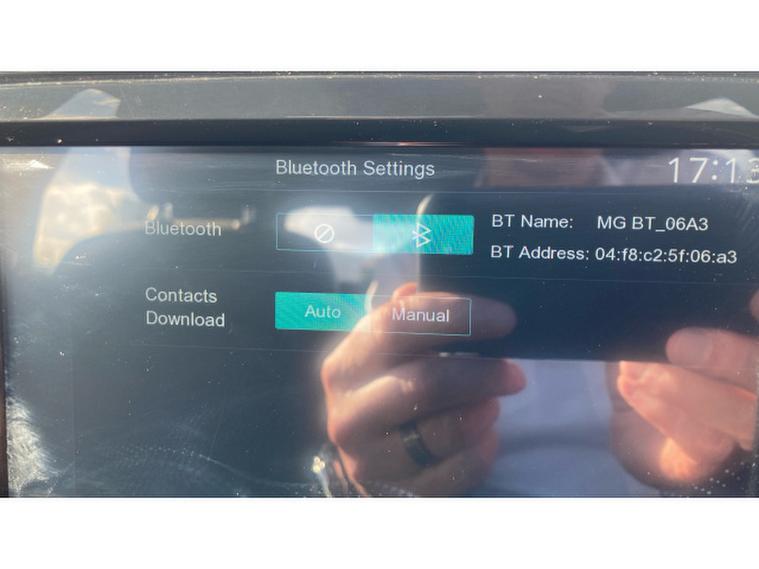 Bluetooth Settings
17:13
Bluetooth
BT Name: MG BT_06A3
BT Address: 04:f8:c2:5f:06:a3
Contacts
Download
Auto
Manual